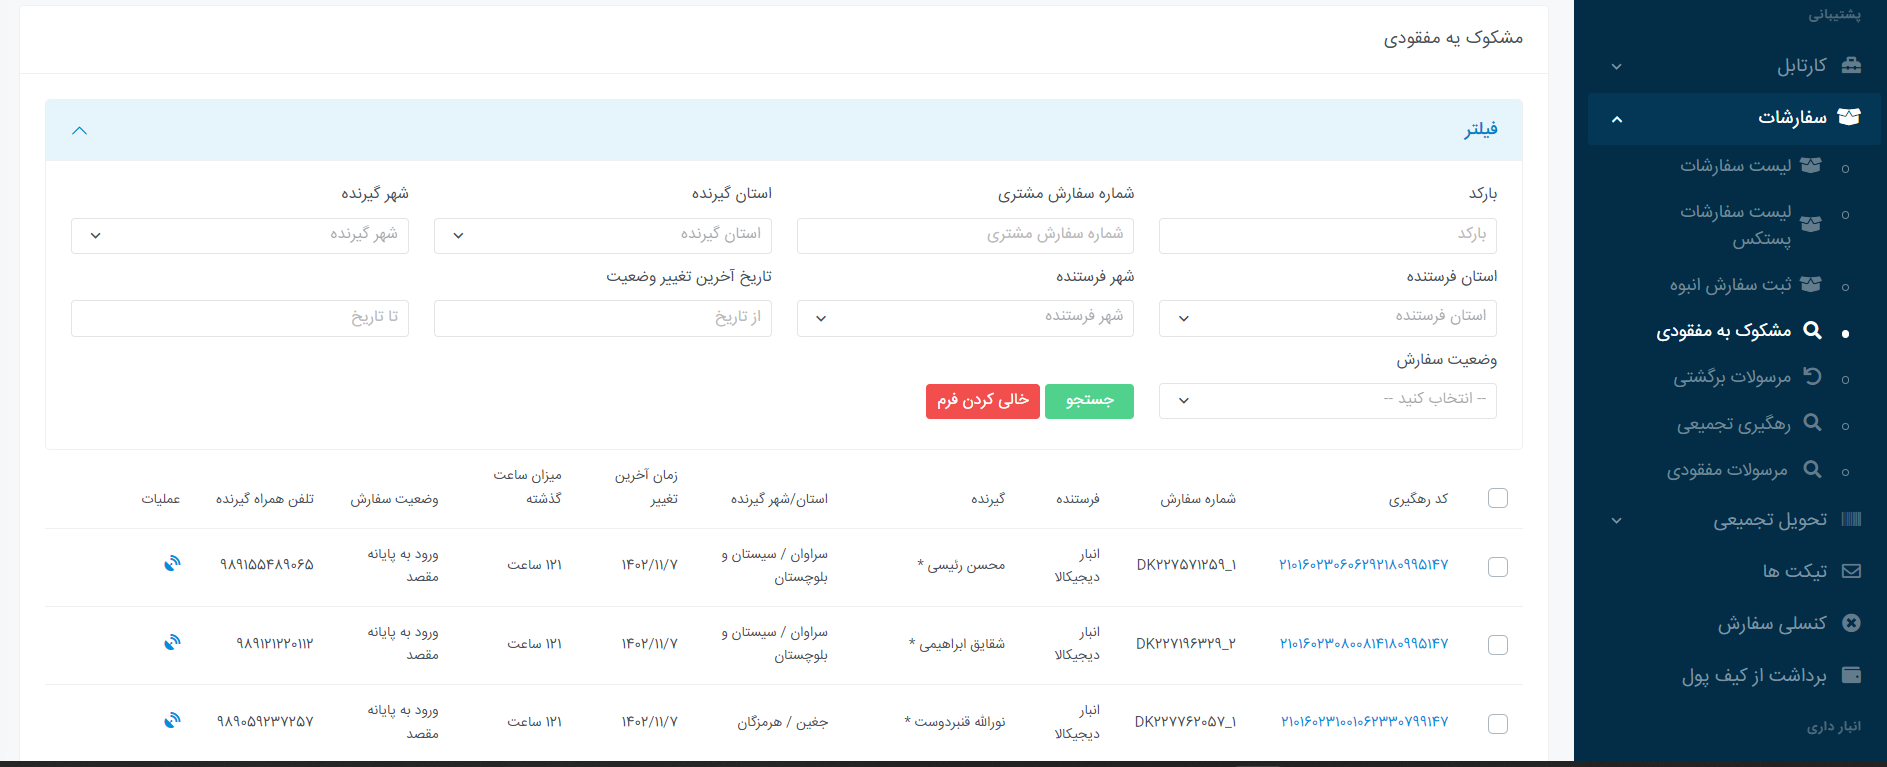 پشتیبانی
کارتابل
سفارشات
لیست سفارشات
لیست سفارشات
پستکس
ثبت سفارش انبوه
مشکوک به مفقودی
مرسولات برگشتی
رهگیری تجمیعی
مرسولات مفقودی
تحویل تجمیعی
تیکت ها
کنسلی سفارش
برداشت از کیف پول
انبار داری
مشکوک یه مفقودی
فیلتر
بارکد شماره سفارش مشتری استان گیرنده شهر گیرنده
بارکد شماره سفارش مشتری استان گیرنده شهر گیرنده
استان فرستنده شهر فرستنده تاریخ آخرین تغییر وضعیت
استان فرستنده شهر فرستنده از تاریخ تا تاریخ
وضعیت سفارش
-- انتخاب کنید -- جستجو خالی کردن فرم
کد رهگیری شماره سفارش فرستنده گیرنده استان/شهر گیرنده زمان آخرین تغییر میزان ساعت گذشته وضعیت سفارش تلفن همراه گیرنده عملیات
۲۱۰۱۶۰۲۳۰۶۰۶۲۹۲۱۸۰۹۹۵۱۴۷ DK۲۲۷۵۷۱۲۵۹_۱ انبار دیجیکالا محسن رئیسی * سراوان / سیستان و بلوچستان ۱۴۰۲/۱۱/۷ ۱۲۱ ساعت ورود به پایانه مقصد ۹۸۹۱۵۵۴۸۹۰۶۵
۲۱۰۱۶۰۲۳۰۸۰۰۸۱۴۱۸۰۹۹۵۱۴۷ DK۲۲۷۱۹۶۳۲۹_۲ انبار دیجیکالا شقایق ابراهیمی * سراوان / سیستان و بلوچستان ۱۴۰۲/۱۱/۷ ۱۲۱ ساعت ورود به پایانه مقصد ۹۸۹۱۲۱۲۲۰۱۱۲
۲۱۰۱۶۰۲۳۱۰۰۱۰۶۲۳۳۰۷۹۹۱۴۷ DK۲۲۷۷۶۲۰۵۷_۱ انبار دیجیکالا نورالله قنبردوست * جغین / هرمزگان ۱۴۰۲/۱۱/۷ ۱۲۱ ساعت ورود به پایانه مقصد ۹۸۹۰۵۹۲۳۷۲۵۷